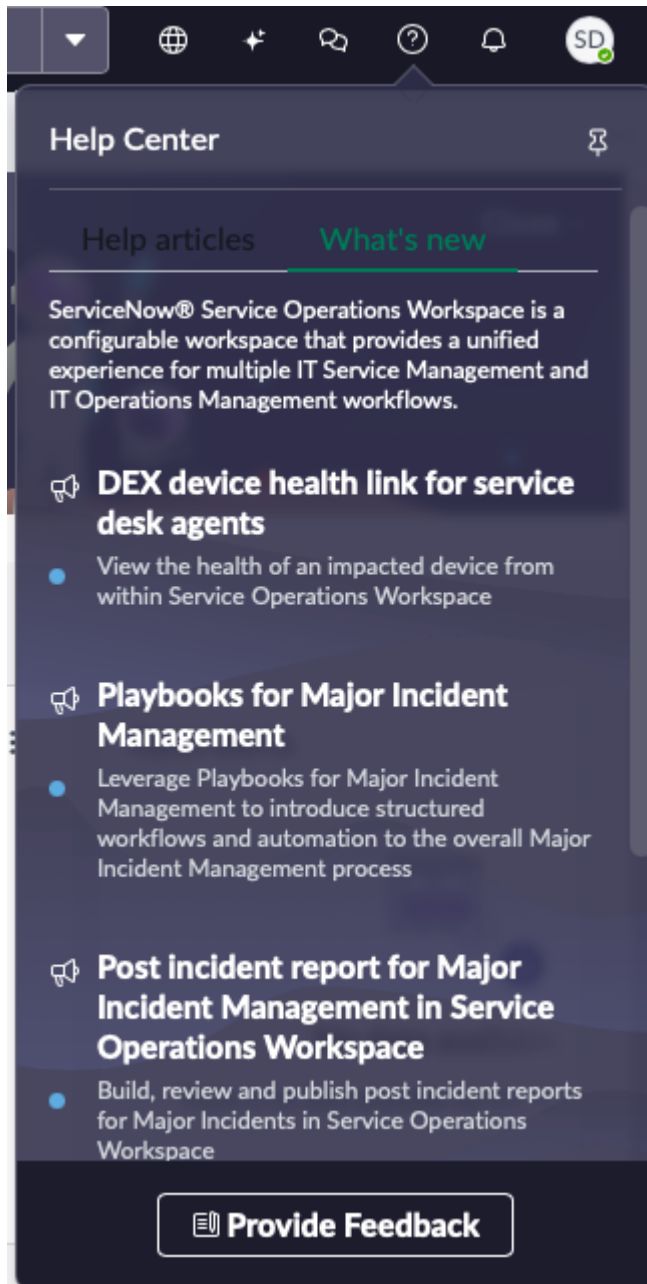 SD
Help Center
Help articles
What's new
ServiceNow® Service Operations Workspace is a
configurable workspace that provides a unified
experience for multiple IT Service Management and
IT Operations Management workflows.
DEX device health link for service
desk agents
View the health of an impacted device from
within Service Operations Workspace
Playbooks for Major Incident
Management
Leverage Playbooks for Major Incident
Management to introduce structured
workflows and automation to the overall Major
Incident Management process
Post incident report for Major
Incident Management in Service
Operations Workspace
Build, review and publish post incident reports
for Major Incidents in Service Operations
Workspace
Provide Feedback